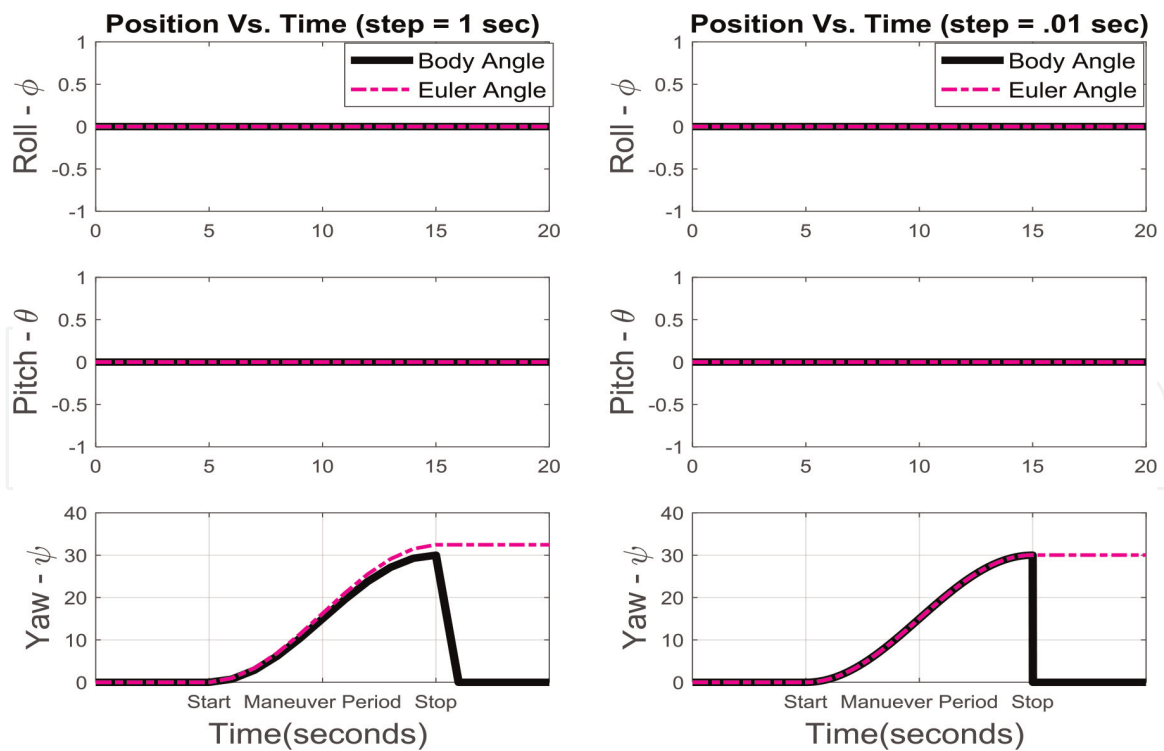 Position Vs. Time (step = 1 sec)
Roll - ϕ
1
0.5
0
-0.5
-1
Body Angle
Euler Angle
0 5 10 15 20
Pitch - θ
1
0.5
0
-0.5
-1
0 5 10 15 20
Yaw - ψ
40
30
20
10
0
Start Maneuver Period Stop
Time(seconds)
Position Vs. Time (step = .01 sec)
Roll - ϕ
1
0.5
0
-0.5
-1
Body Angle
Euler Angle
0 5 10 15 20
Pitch - θ
1
0.5
0
-0.5
-1
0 5 10 15 20
Yaw - ψ
40
30
20
10
0
Start Maneuver Period Stop
Time(seconds)